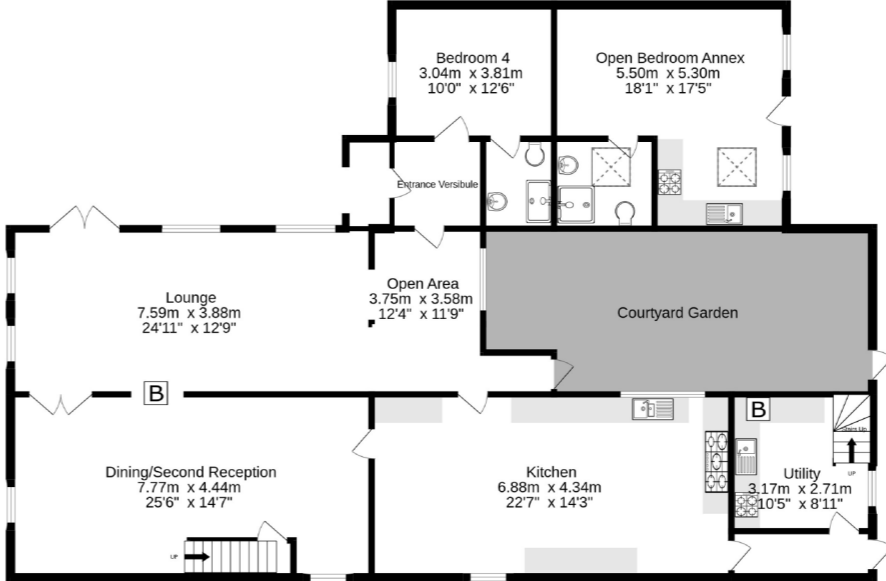 Bedroom 4
3.04m x 3.81m
10'0" x 12'6"
Open Bedroom Annex
5.50m x 5.30m
18'1" x 17'5"
Entrance Versibule
Lounge
7.59m x 3.88m
24'11" x 12'9"
Open Area
3.75m x 3.58m
12'4" x 11'9"
Courtyard Garden
B
B
Stairs Up
UP
Dining/Second Reception
7.77m x 4.44m
25'6" x 14'7"
UP
Kitchen
6.88m x 4.34m
22'7" x 14'3"
Utility
3.17m x 2.71m
10'5" x 8'11"